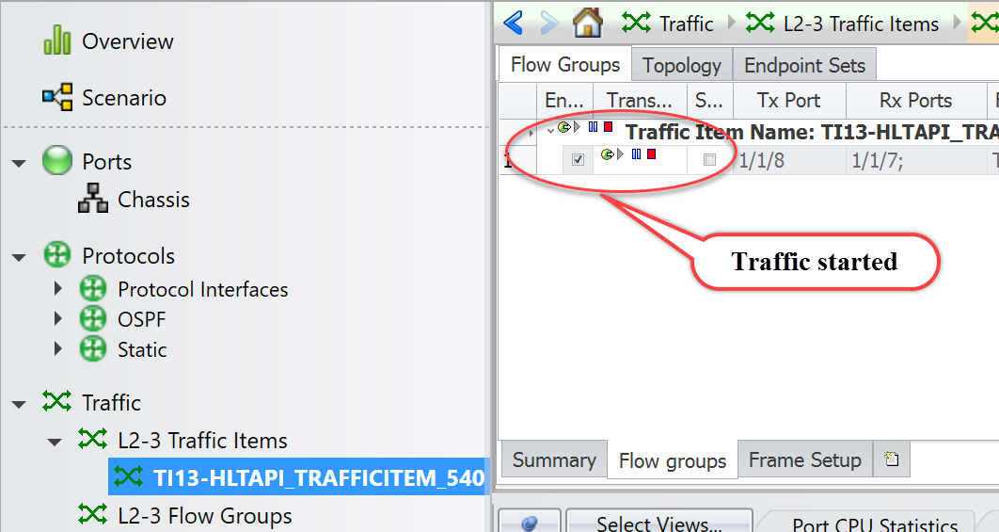 Overview
Scenario
Ports
Chassis
Protocols
Protocol Interfaces
OSPF
Static
Traffic
L2-3 Traffic Items
TI13-HLTAPI_TRAFFICITEM_540
L2-3 Flow Groups
Traffic L2-3 Traffic Items
Flow Groups Topology Endpoint Sets
En... Trans... S... Tx Port Rx Ports
Traffic Item Name: TI13-HLTAPI_TRA
1 1/1/8 1/1/7;
Traffic started
Summary Flow groups Frame Setup
Select Views... Port CPU Statistics